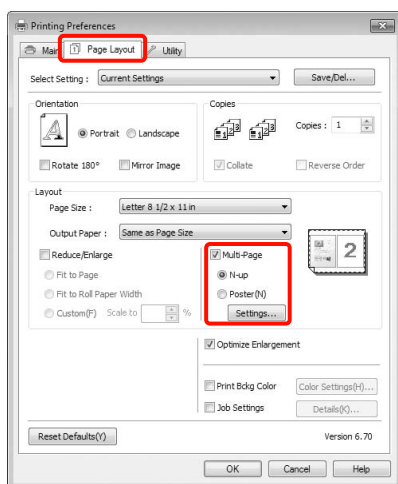 Printing Preferences
Main Page Layout Utility
Select Setting : Current Settings Save/Del...
Orientation
Portrait Landscape
Rotate 180° Mirror Image
Copies
Copies : 1
Collate Reverse Order
Layout
Page Size : Letter 8 1/2 x 11 in
Output Paper : Same as Page Size
Reduce/Enlarge
Fit to Page
Fit to Roll Paper Width
Custom(F) Scale to %
Multi-Page
N-up
Poster(N)
Settings...
2
Optimize Enlargement
Print Bckg Color Color Settings(H)...
Job Settings Details(K)...
Reset Defaults(Y) Version 6.70
OK Cancel Help